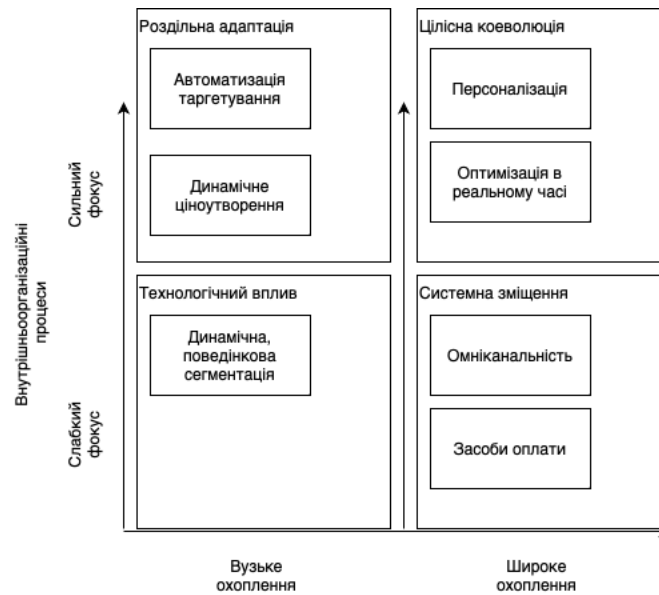 Роздільна адаптація
Автоматизація
таргетування
Динамічне
ціноутворення
Цілісна коеволюція
Персоналізація
Оптимізація в
реальному часі
Технологічний вплив
Динамічна,
поведінкова
сегментація
Системна зміщення
Омніканальність
Засоби оплати
Внутрішньоорганізаційні
процеси
Сильний
фокус
Слабкий
фокус
Вузьке
охоплення
Широке
охоплення